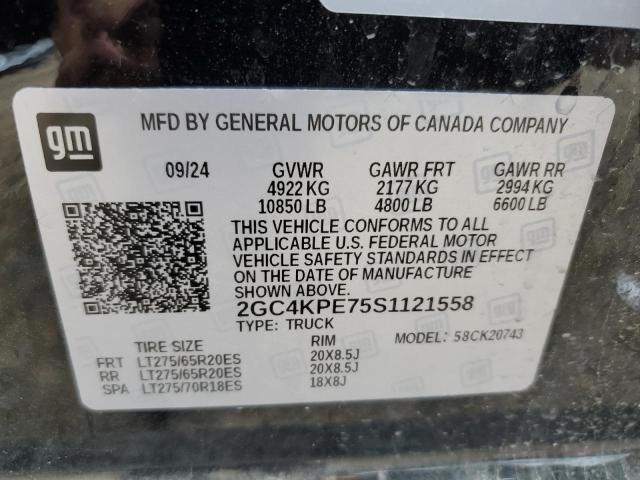 gm
MFD BY GENERAL MOTORS OF CANADA COMPANY
09/24 GVWR GAWR FRT GAWR RR
4922 KG 2177 KG 2994 KG
10850 LB 4800 LB 6600 LB
THIS VEHICLE CONFORMS TO ALL
APPLICABLE U.S. FEDERAL MOTOR
VEHICLE SAFETY STANDARDS IN EFFECT
ON THE DATE OF MANUFACTURE
SHOWN ABOVE.
2GC4KPE75S1121558
TYPE: TRUCK MODEL: 58CK20743
TIRE SIZE RIM
FRT LT275/65R20ES 20X8.5J
RR LT275/65R20ES 20X8.5J
SPA LT275/70R18ES 18X8J